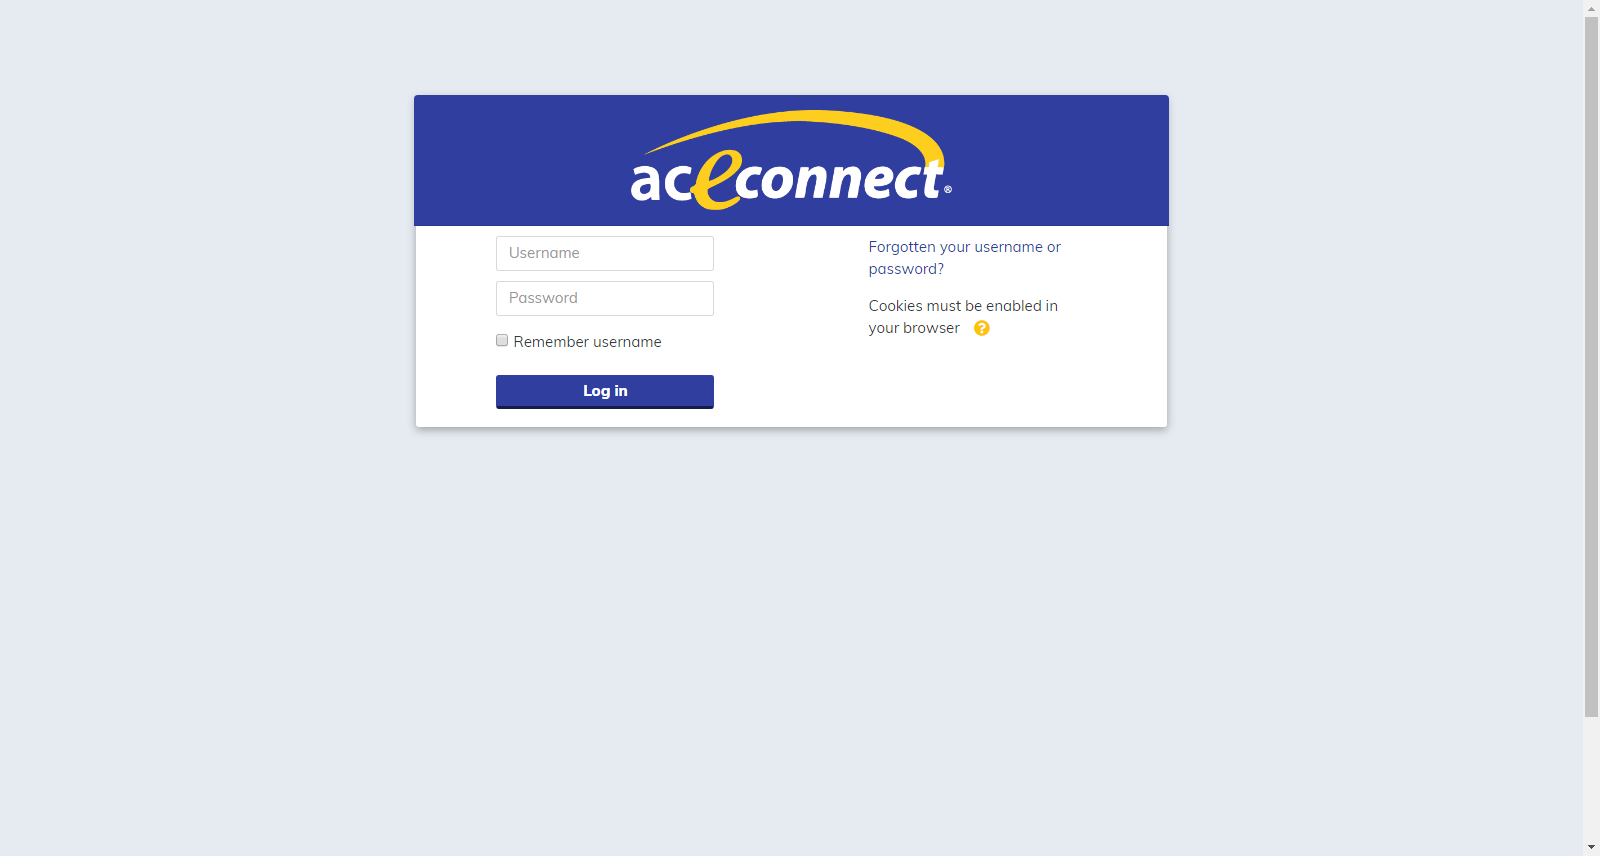 aceconnect®
Username
Password
Remember username
Log in
Forgotten your username or
password?
Cookies must be enabled in
your browser ?